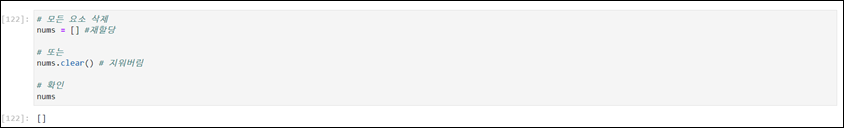 [122]: # 모든 요소 삭제
nums = [] #재할당
# 또는
nums.clear() # 지워버림
# 확인
nums
[122]: []